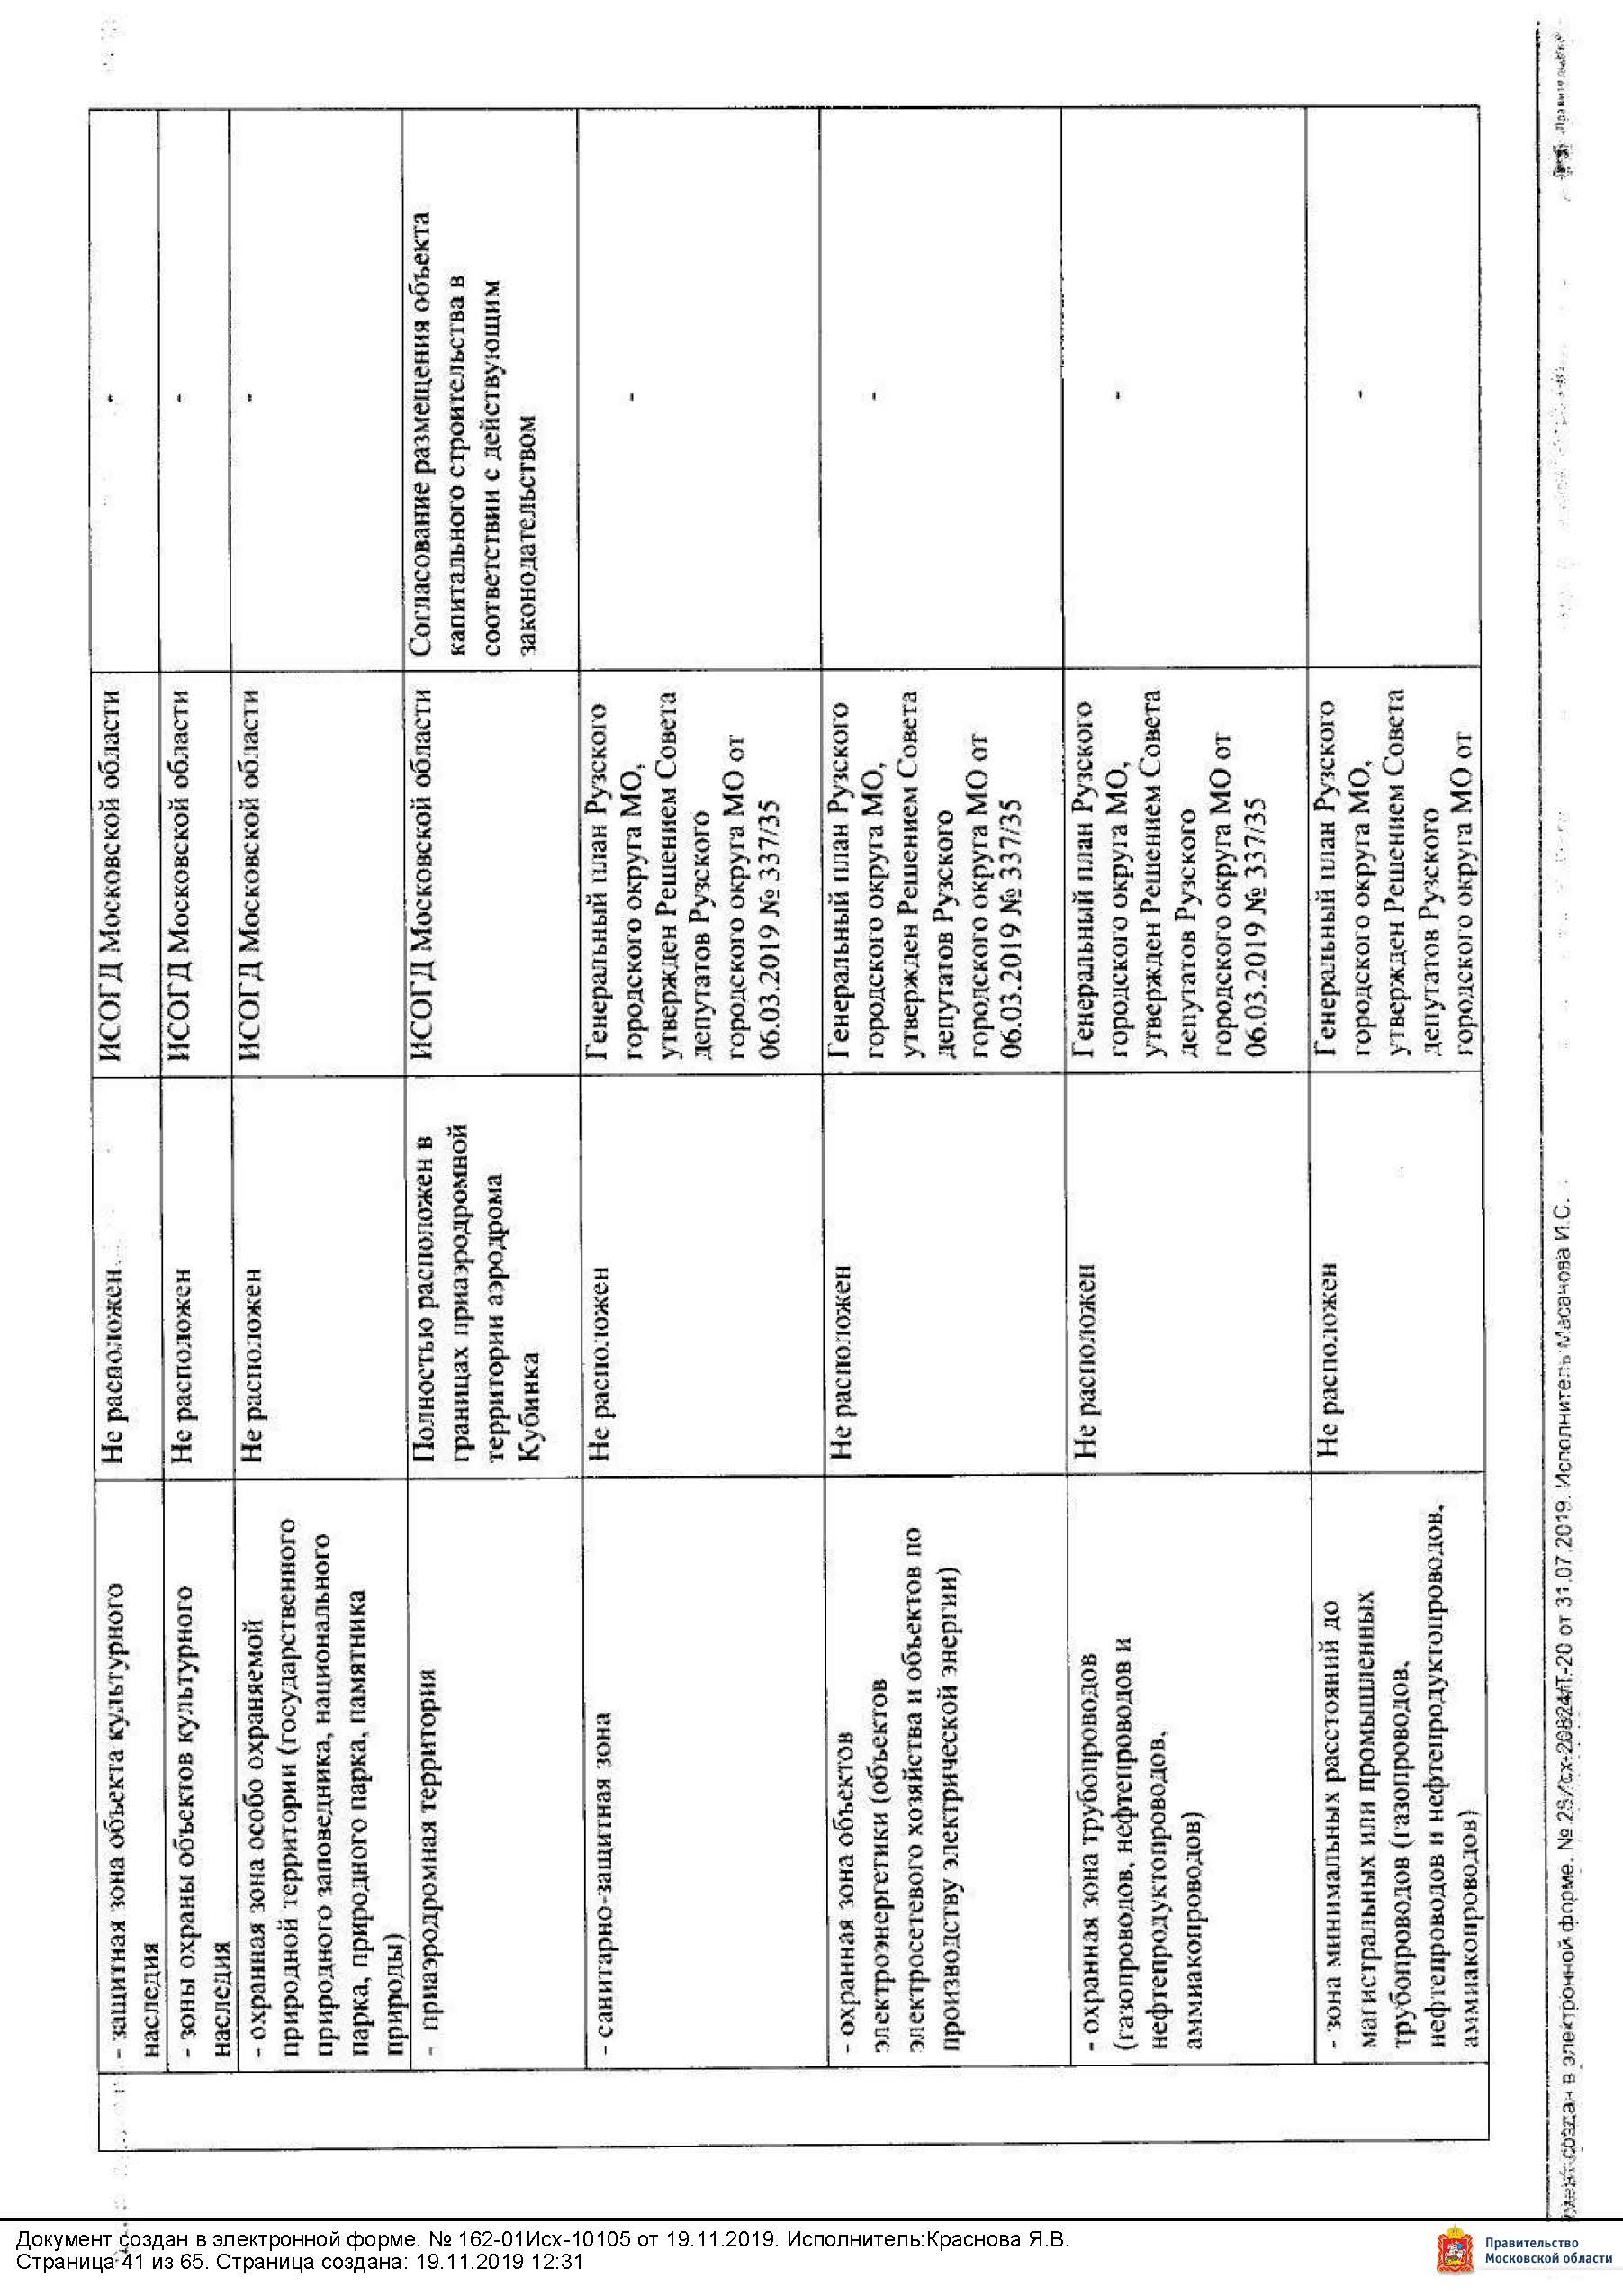 - защитная зона объекта культурного
наследия
Не расположен
ИСОГД Московской области
-
- зоны охраны объектов культурного
наследия
Не расположен
ИСОГД Московской области
-
- охранная зона особо охраняемой
природной территории (государственного
природного заповедника, национального
парка, природного парка, памятника
природы)
Не расположен
ИСОГД Московской области
-
- приаэродромная территория
Полностью расположен в
границах приаэродромной
территории аэродрома
Кубинка
ИСОГД Московской области
Согласование размещения объекта
капитального строительства в
соответствии с действующим
законодательством
- санитарно-защитная зона
Не расположен
Генеральный план Рузского
городского округа МО,
утвержден Решением Совета
депутатов Рузского
городского округа МО от
06.03.2019 № 337/35
-
- охранная зона объектов
электроэнергетики (объектов
электросетевого хозяйства и объектов по
производству электрической энергии)
Не расположен
Генеральный план Рузского
городского округа МО,
утвержден Решением Совета
депутатов Рузского
городского округа МО от
06.03.2019 № 337/35
-
- охранная зона трубопроводов
(газопроводов, нефтепроводов и
нефтепродуктопроводов,
аммиакопроводов)
Не расположен
Генеральный план Рузского
городского округа МО,
утвержден Решением Совета
депутатов Рузского
городского округа МО от
06.03.2019 № 337/35
-
- зона минимальных расстояний до
магистральных или промышленных
трубопроводов (газопроводов,
нефтепроводов и нефтепродуктопроводов,
аммиакопроводов)
Не расположен
Генеральный план Рузского
городского округа МО,
утвержден Решением Совета
депутатов Рузского
городского округа МО от
-
создан в электронной форме. от 31.07.2019. Исполнитель:Масанова И.С.
Документ создан в электронной форме. № 162-01Исх-10105 от 19.11.2019. Исполнитель:Краснова Я.В.
Страница 41 из 65. Страница создана: 19.11.2019 12:31
Правительство
Московской области